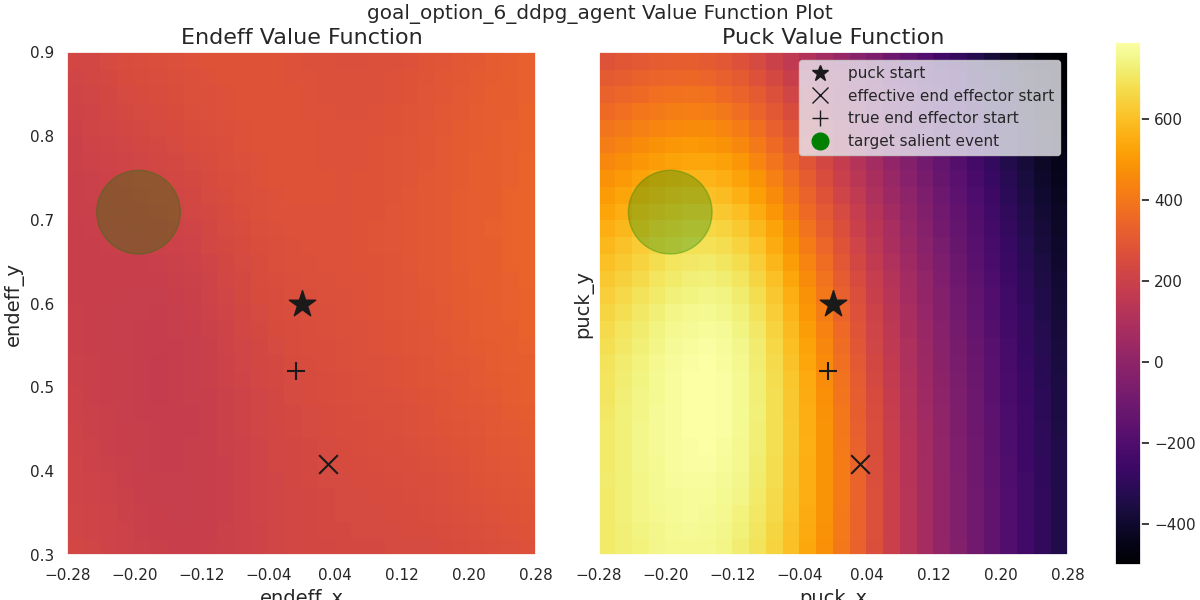 goal_option_6_ddpg_agent Value Function Plot
Endeff Value Function
0.9
0.8
0.7
0.6
0.5
0.4
0.3
endeff_y
−0.28 −0.20 −0.12 −0.04 0.04 0.12 0.20 0.28
endeff_x
Puck Value Function
puck start
effective end effector start
true end effector start
target salient event
puck_y
−0.28 −0.20 −0.12 −0.04 0.04 0.12 0.20 0.28
puck_x
600
400
200
0
−200
−400